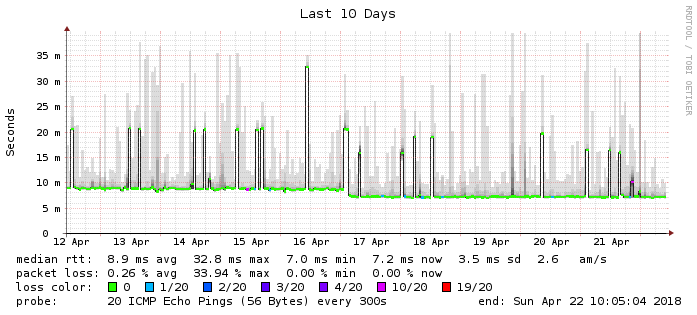 Last 10 Days
RRDTOOL / TOBI OETIKER
Seconds
35 m
30 m
25 m
20 m
15 m
10 m
5 m
0
12 Apr 13 Apr 14 Apr 15 Apr 16 Apr 17 Apr 18 Apr 19 Apr 20 Apr 21 Apr
median rtt: 8.9 ms avg 32.8 ms max 7.0 ms min 7.2 ms now 3.5 ms sd 2.6 am/s
packet loss: 0.26 % avg 33.94 % max 0.00 % min 0.00 % now
loss color: 0 1/20 2/20 3/20 4/20 10/20 19/20
probe: 20 ICMP Echo Pings (56 Bytes) every 300s end: Sun Apr 22 10:05:04 2018